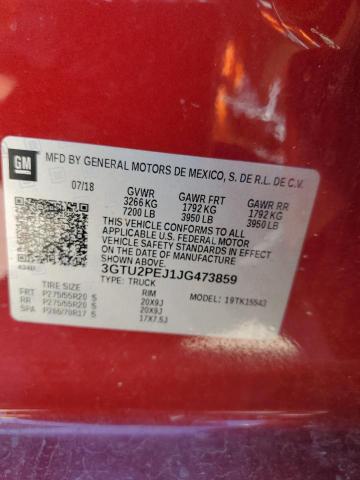 GM
MFD BY GENERAL MOTORS DE MEXICO, S. DE R.L. DE C.V.
07/18 GVWR GAWR FRT GAWR RR
3266 KG 1792 KG 1792 KG
7200 LB 3950 LB 3950 LB
THIS VEHICLE CONFORMS TO ALL
APPLICABLE U.S. FEDERAL MOTOR
VEHICLE SAFETY STANDARDS IN EFFECT
ON THE DATE OF MANUFACTURE SHOWN ABOVE.
3GTU2PEJ1JG473859
TYPE: TRUCK
TIRE SIZE RIM MODEL: 19TK15543
FRT P275/55R20 S 20X9J
RR P275/55R20 S 20X9J
SPA P265/70R17 S 17X7.5J